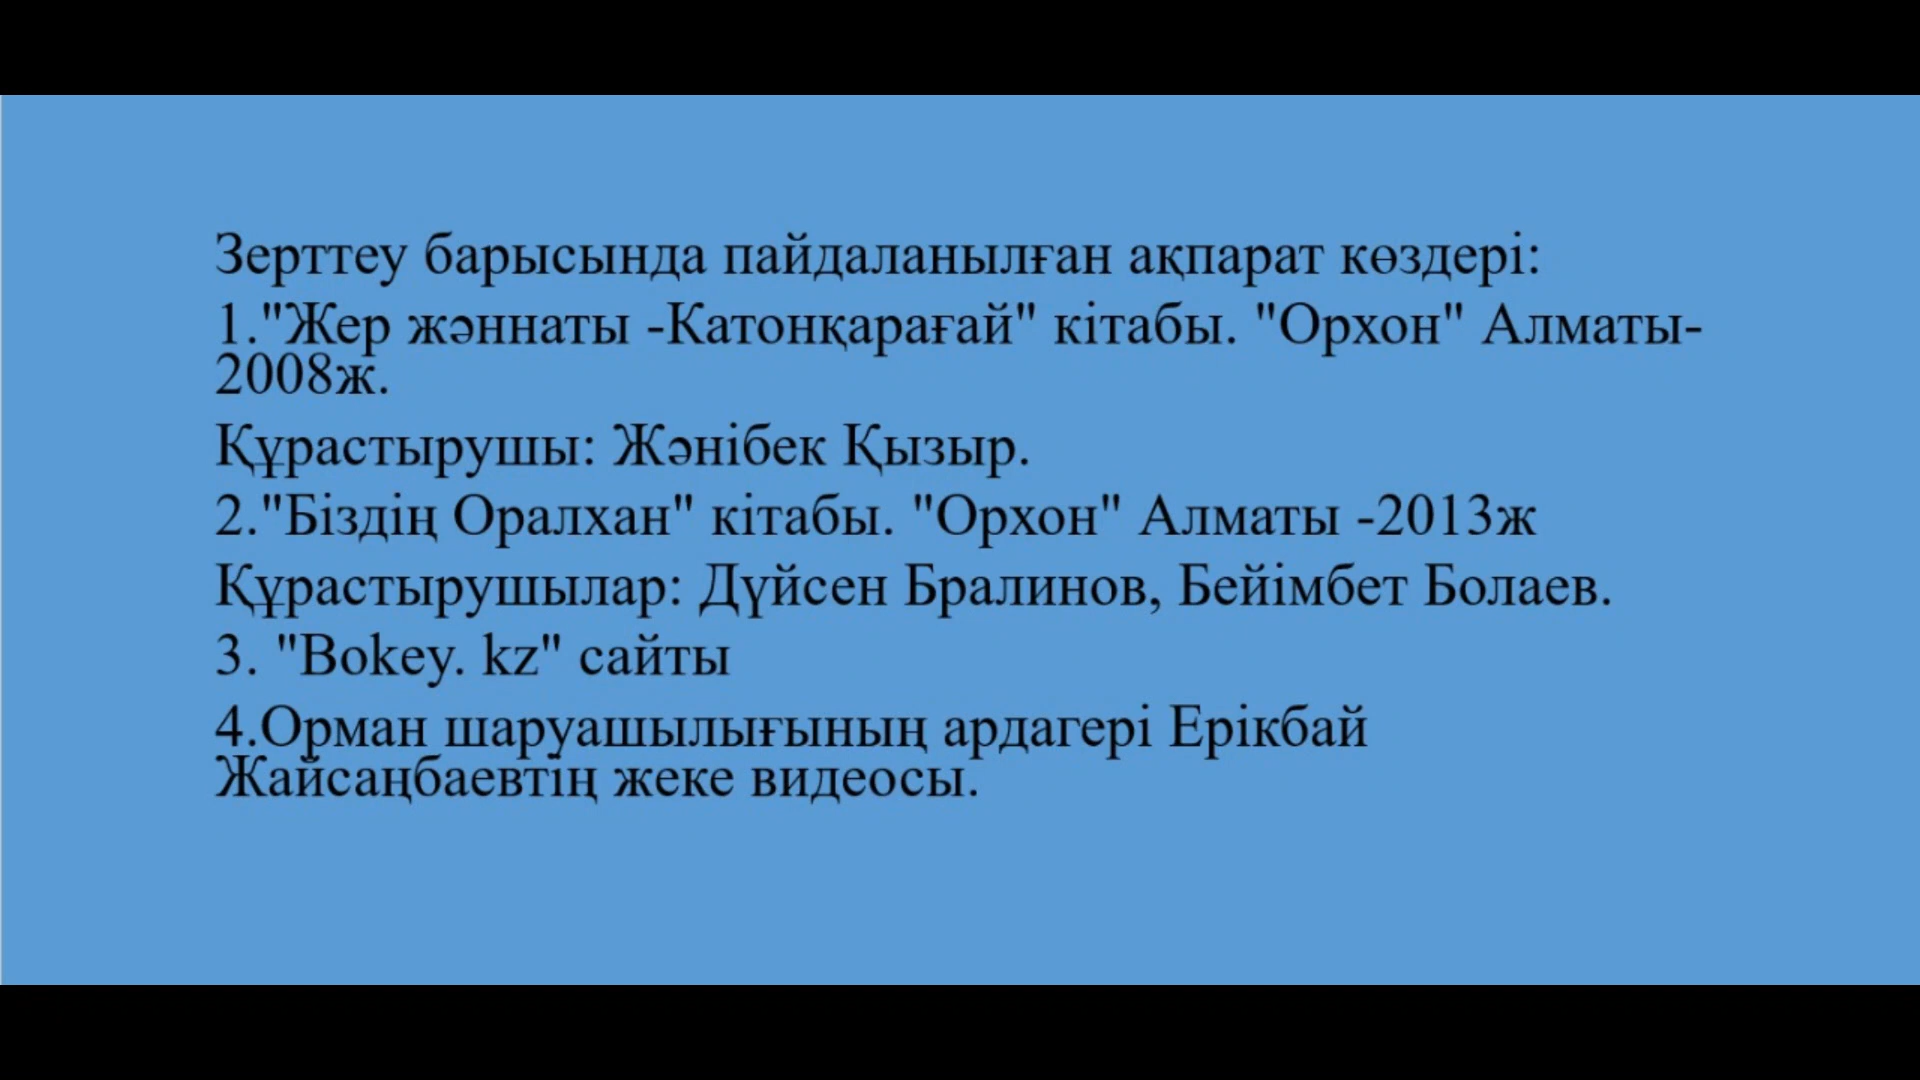 Зерттеу барысында пайдаланылған ақпарат көздері:
1."Жер жәннаты -Катонқарағай" кітабы. "Орхон" Алматы-
2008ж.
Құрастырушы: Жәнібек Қызыр.
2."Біздің Оралхан" кітабы. "Орхон" Алматы -2013ж
Құрастырушылар: Дүйсен Бралинов, Бейімбет Болаев.
3. "Bokey. kz" сайты
4.Орман шаруашылығының ардагері Ерікбай
Жайсаңбаевтің жеке видеосы.